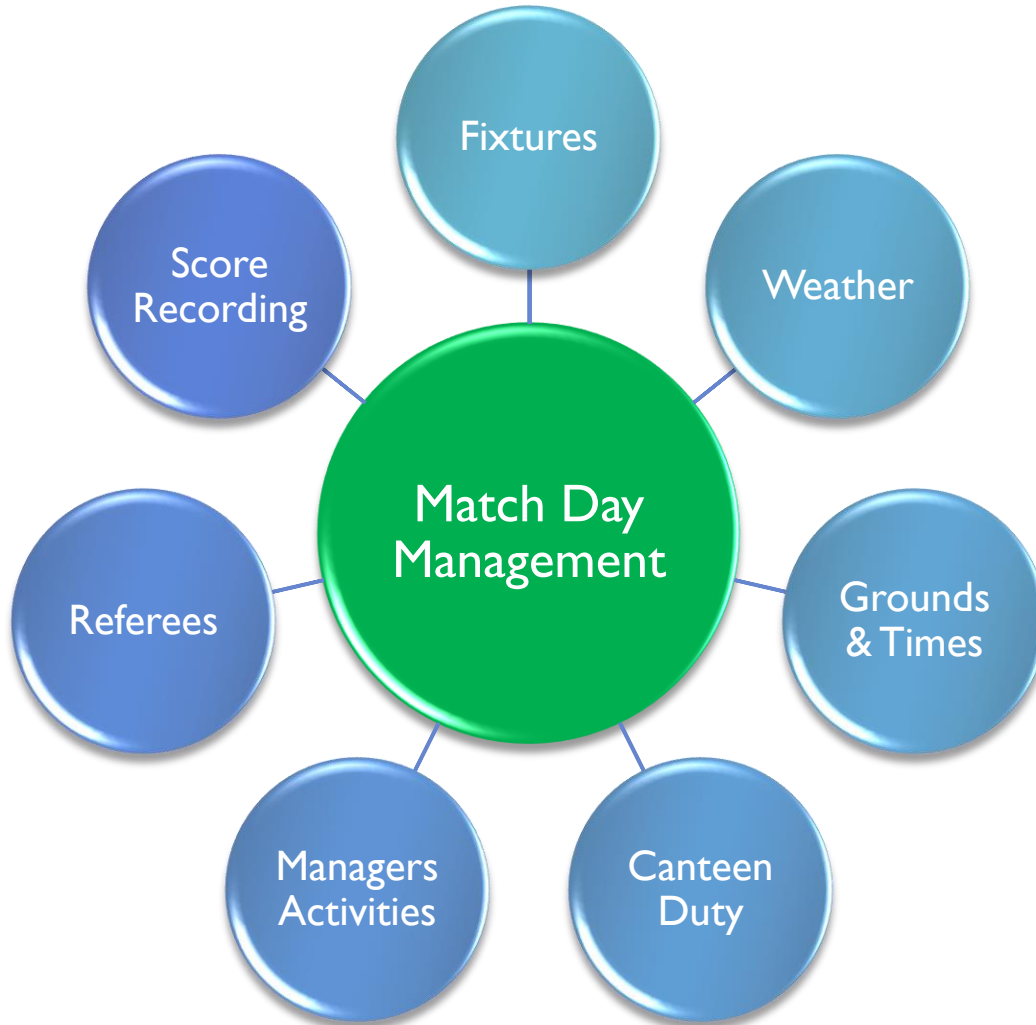 Fixtures
Weather
Grounds
& Times
Canteen
Duty
Managers
Activities
Referees
Score
Recording
Match Day
Management